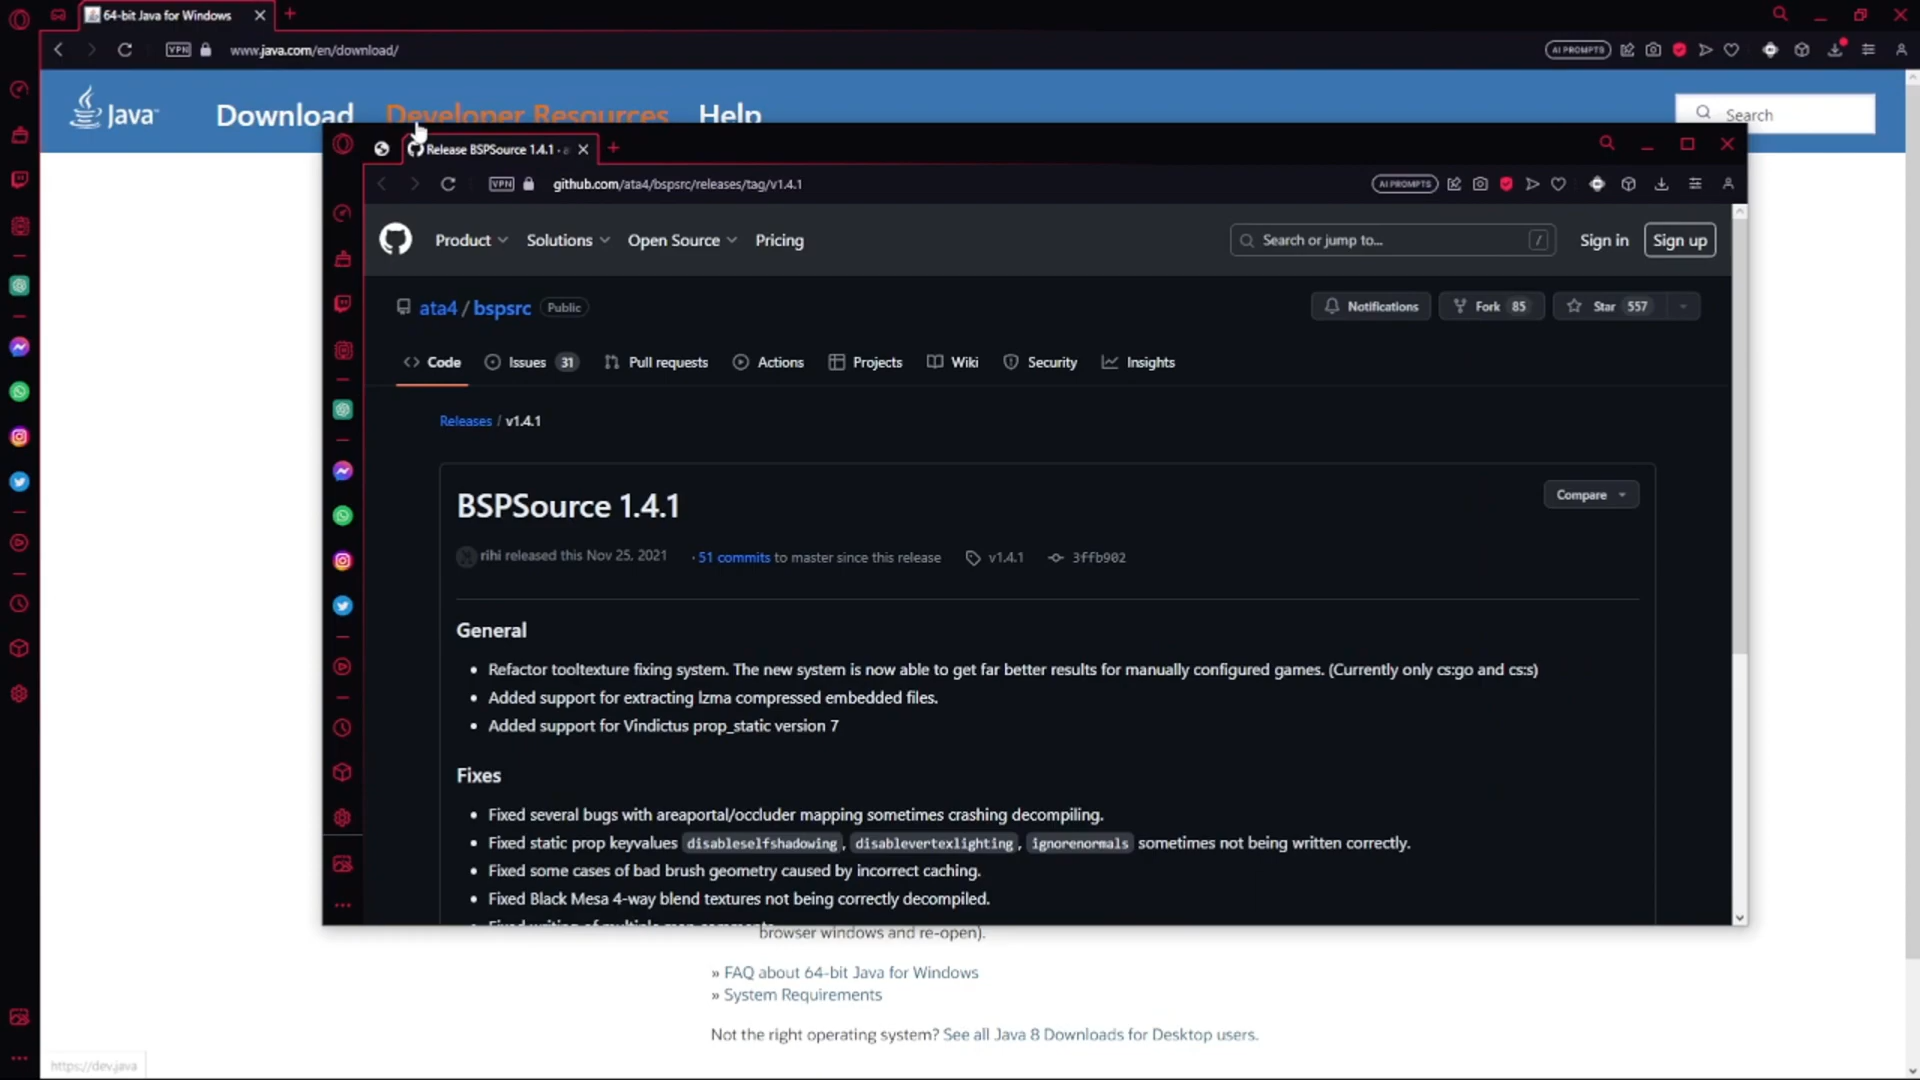 64-bit Java for Windows
VPN
www.java.com/en/download/
AI PROMPTS
Java
Download
Developer Resources
Help
Search
Release BSPSource 1.4.1 ·
VPN
github.com/ata4/bspsrc/releases/tag/v1.4.1
AI PROMPTS
Product
Solutions
Open Source
Pricing
Search or jump to...
/
Sign in
Sign up
ata4 / bspsrc
Public
Notifications
Fork 85
Star 557
Code
Issues 31
Pull requests
Actions
Projects
Wiki
Security
Insights
Releases / v1.4.1
BSPSource 1.4.1
Compare
rihi released this Nov 25, 2021
· 51 commits to master since this release
v1.4.1
3ffb902
General
• Refactor tooltexture fixing system. The new system is now able to get far better results for manually configured games. (Currently only cs:go and cs:s)
• Added support for extracting lzma compressed embedded files.
• Added support for Vindictus prop_static version 7
Fixes
• Fixed several bugs with areaportal/occluder mapping sometimes crashing decompiling.
• Fixed static prop keyvalues disableselfshadowing, disablevertexlighting, ignorenormals sometimes not being written correctly.
• Fixed some cases of bad brush geometry caused by incorrect caching.
• Fixed Black Mesa 4-way blend textures not being correctly decompiled.
browser windows and re-open).
» FAQ about 64-bit Java for Windows
» System Requirements
Not the right operating system? See all Java 8 Downloads for Desktop users.
https://dev.java